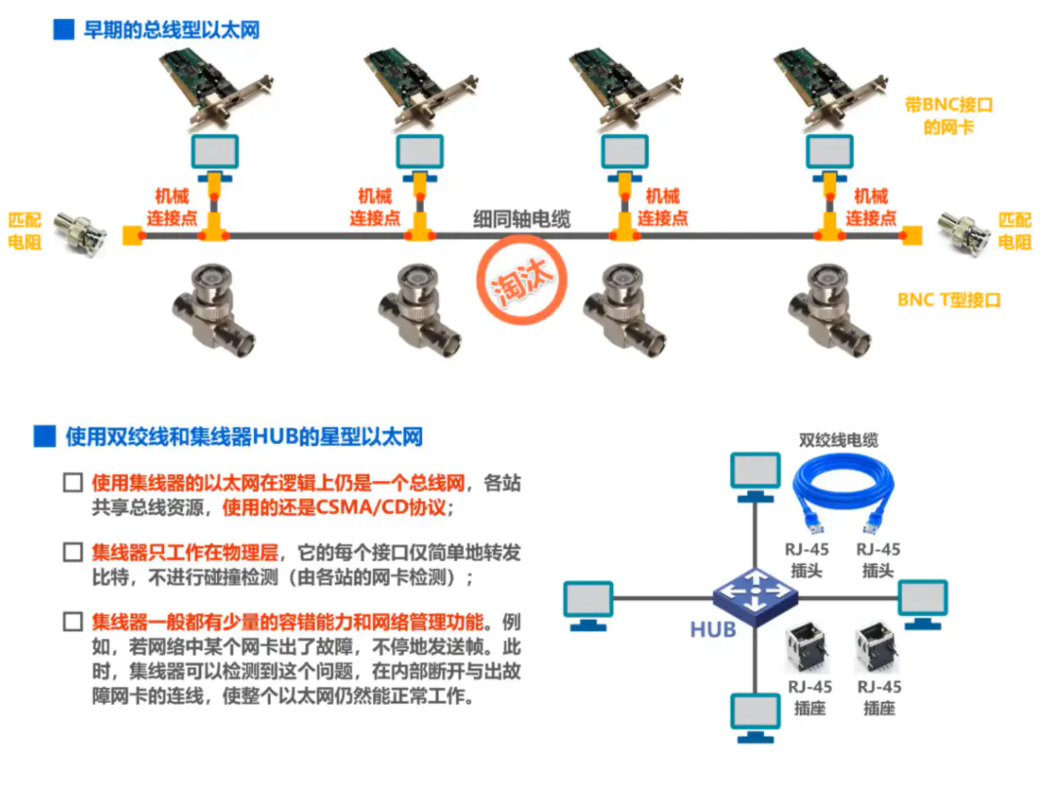 早期的总线型以太网
带BNC接口
的网卡
机械
连接点
机械
连接点
机械
连接点
机械
连接点
匹配
电阻
细同轴电缆
匹配
电阻
淘汰
BNC T型接口
使用双绞线和集线器HUB的星型以太网
使用集线器的以太网在逻辑上仍是一个总线网，各站
共享总线资源，使用的还是CSMA/CD协议；
集线器只工作在物理层，它的每个接口仅简单地转发
比特，不进行碰撞检测（由各站的网卡检测）；
集线器一般都有少量的容错能力和网络管理功能。例
如，若网络中某个网卡出了故障，不停地发送帧。此
时，集线器可以检测到这个问题，在内部断开与出故
障网卡的连线，使整个以太网仍然能正常工作。
双绞线电缆
RJ-45
插头
RJ-45
插头
HUB
RJ-45
插座
RJ-45
插座